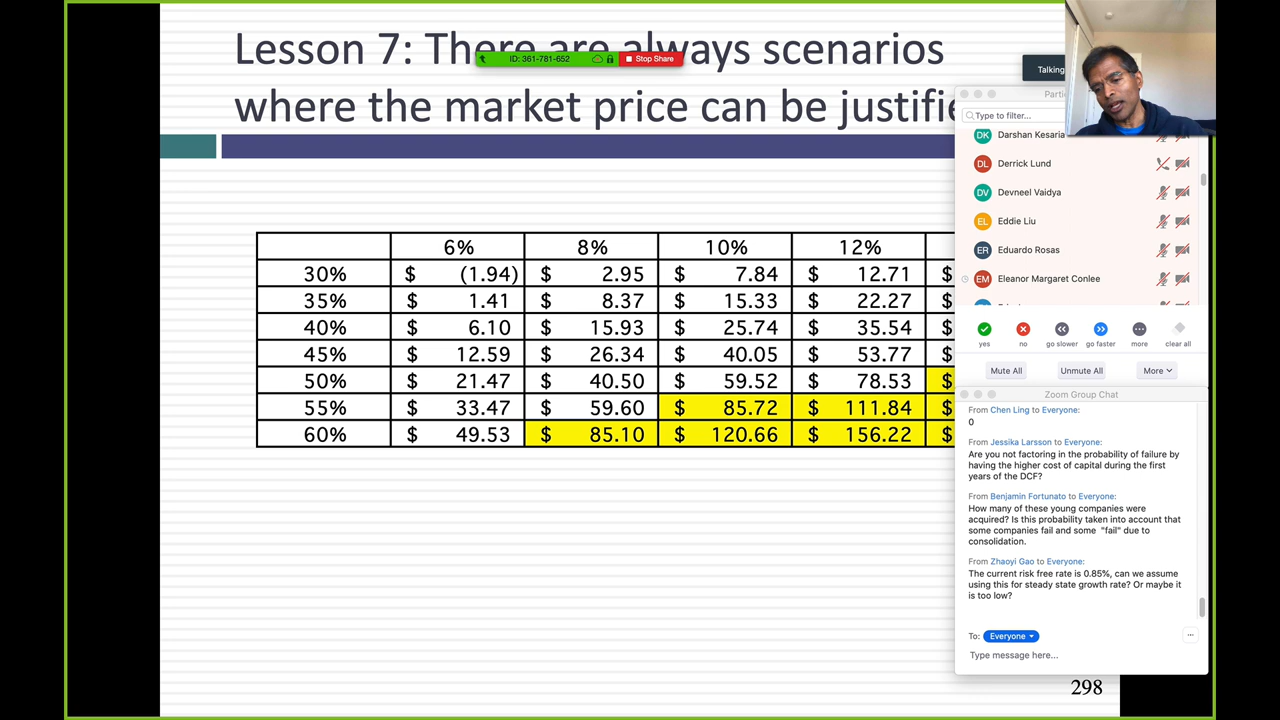 Lesson 7: There are always scenarios
where the market price can be justifie
ID: 361-781-652 Stop Share
Talking
6% 8% 10% 12%
30% $ (1.94) $ 2.95 $ 7.84 $ 12.71 $
35% $ 1.41 $ 8.37 $ 15.33 $ 22.27 $
40% $ 6.10 $ 15.93 $ 25.74 $ 35.54 $
45% $ 12.59 $ 26.34 $ 40.05 $ 53.77 $
50% $ 21.47 $ 40.50 $ 59.52 $ 78.53 $
55% $ 33.47 $ 59.60 $ 85.72 $ 111.84 $
60% $ 49.53 $ 85.10 $ 120.66 $ 156.22 $
298
Parti
Type to filter...
DK Darshan Kesaria
DL Derrick Lund
DV Devneel Vaidya
EL Eddie Liu
ER Eduardo Rosas
EM Eleanor Margaret Conlee
yes no go slower go faster more clear all
Mute All Unmute All More
Zoom Group Chat
From Chen Ling to Everyone:
0
From Jessika Larsson to Everyone:
Are you not factoring in the probability of failure by
having the higher cost of capital during the first
years of the DCF?
From Benjamin Fortunato to Everyone:
How many of these young companies were
acquired? Is this probability taken into account that
some companies fail and some "fail" due to
consolidation.
From Zhaoyi Gao to Everyone:
The current risk free rate is 0.85%, can we assume
using this for steady state growth rate? Or maybe it
is too low?
To: Everyone
...
Type message here...